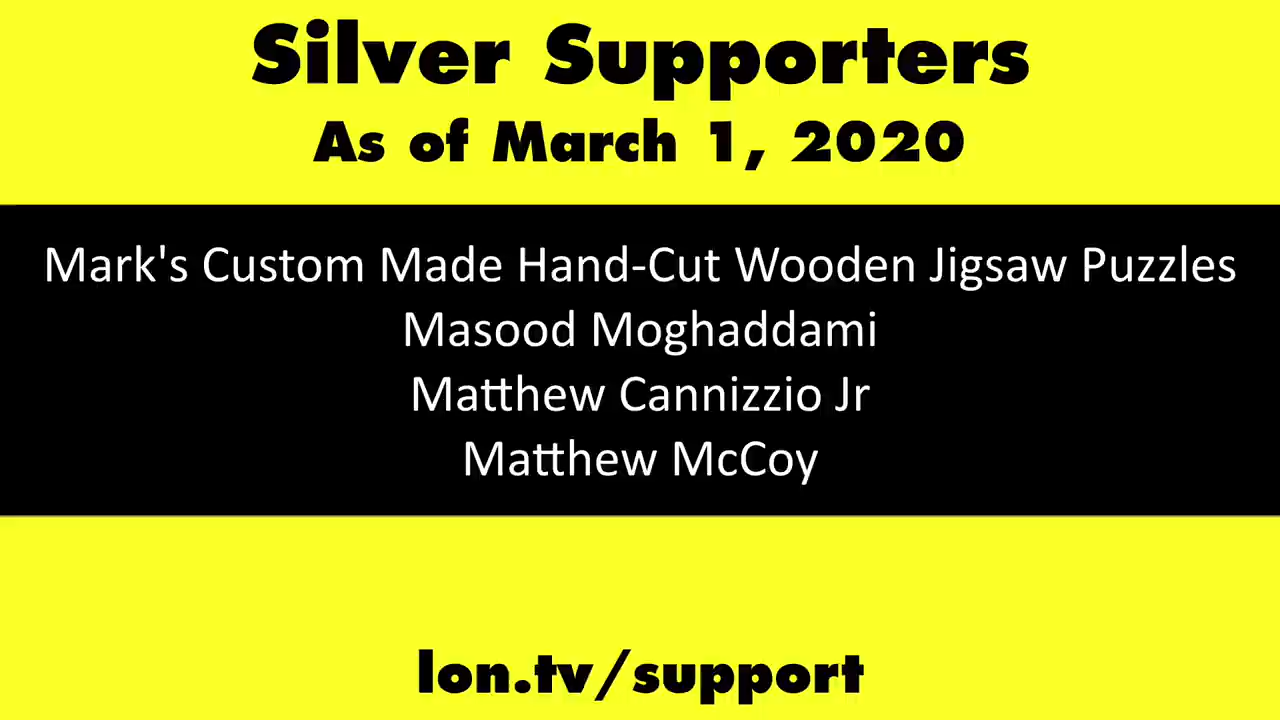 Silver Supporters
As of March 1, 2020
Mark's Custom Made Hand-Cut Wooden Jigsaw Puzzles
Masood Moghaddami
Matthew Cannizzio Jr
Matthew McCoy
lon.tv/support